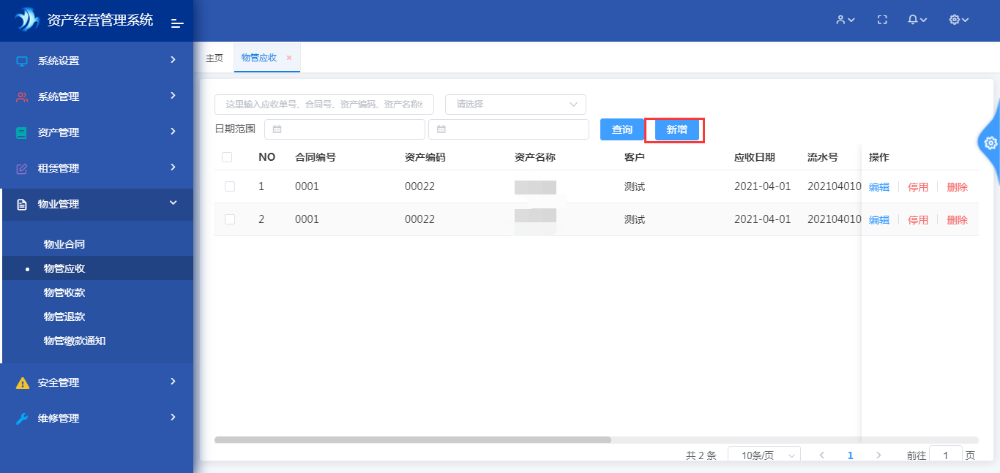 资产经营管理系统
系统设置
系统管理
资产管理
租赁管理
物业管理
物业合同
物管应收
物管收款
物管退款
物管缴款通知
安全管理
维修管理
主页 物管应收
这里输入应收单号、合同号、资产编码、资产名称 请选择
日期范围 查询 新增
NO 合同编号 资产编码 资产名称 客户 应收日期 流水号 操作
1 0001 00022 测试 2021-04-01 202104010 编辑 停用 删除
2 0001 00022 测试 2021-04-01 202104010 编辑 停用 删除
共 2 条 10条/页 1 前往 1 页